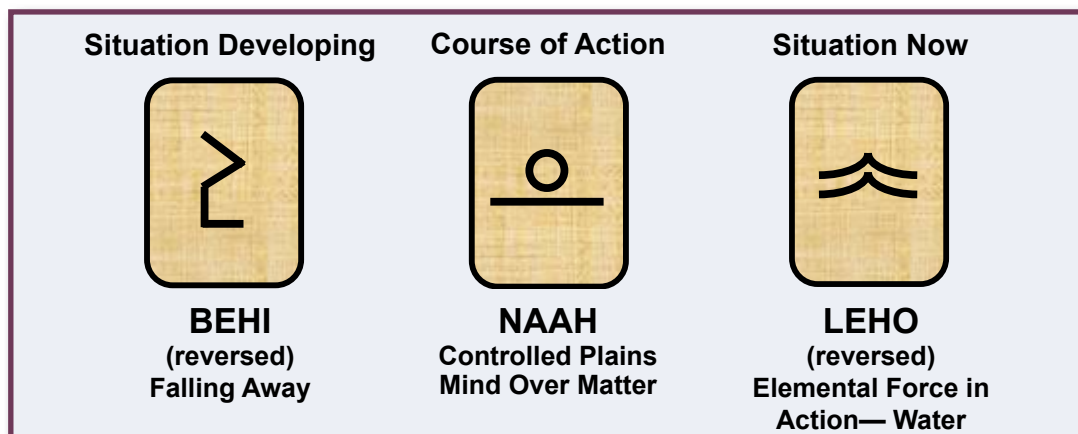 Situation Developing
Course of Action
Situation Now
BEHI
(reversed)
Falling Away
NAAH
Controlled Plains
Mind Over Matter
LEHO
(reversed)
Elemental Force in
Action— Water